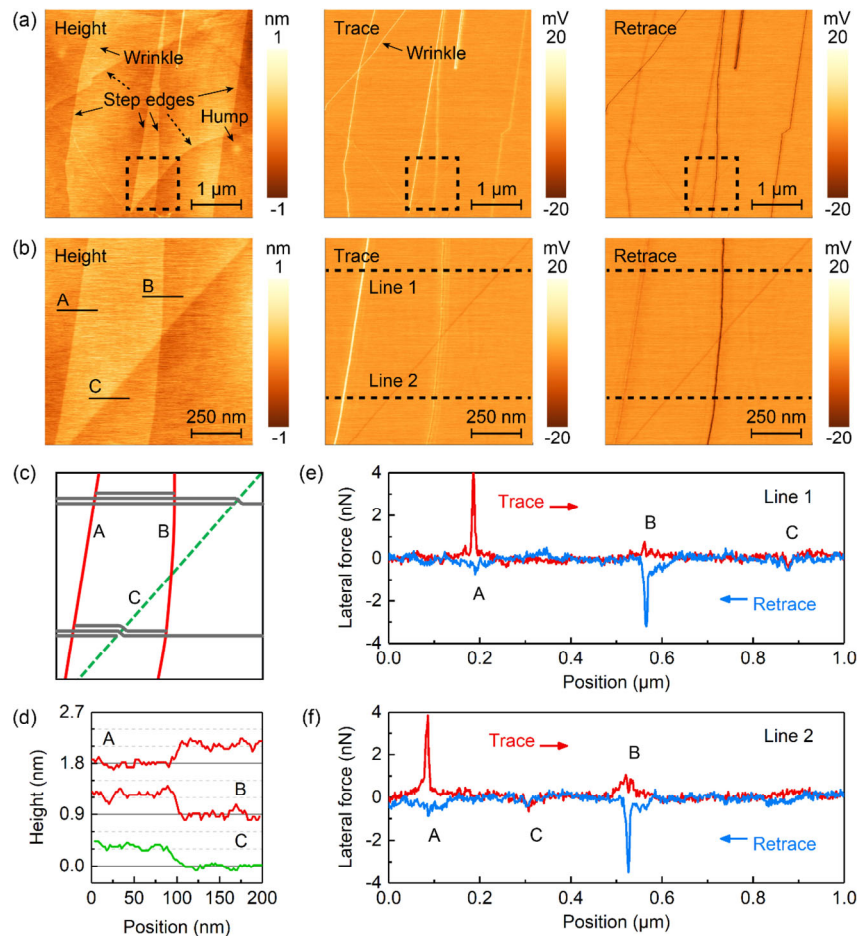 (a)
Height
Wrinkle
Step edges
Hump
1 μm
nm
1
-1
Trace
Wrinkle
1 μm
mV
20
-20
Retrace
1 μm
mV
20
-20
(b)
Height
A
B
C
250 nm
nm
1
-1
Trace
Line 1
Line 2
250 nm
mV
20
-20
Retrace
250 nm
mV
20
-20
(c)
A
B
C
(d)
Height (nm)
2.7
1.8
0.9
0.0
A
B
C
0 50 100 150 200
Position (nm)
(e)
Lateral force (nN)
4
2
0
-2
-4
Trace
Line 1
A
B
C
Retrace
0.0 0.2 0.4 0.6 0.8 1.0
Position (μm)
(f)
Lateral force (nN)
4
2
0
-2
-4
Trace
Line 2
A
C
B
Retrace
0.0 0.2 0.4 0.6 0.8 1.0
Position (μm)